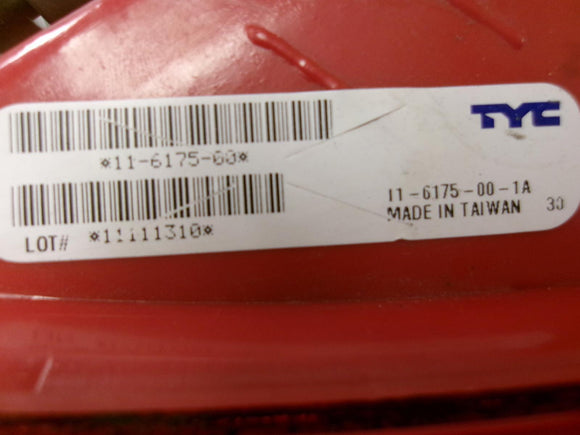 TYC
*11-6175-00*
11-6175-00-1A
MADE IN TAIWAN 30
LOT# *11111310*